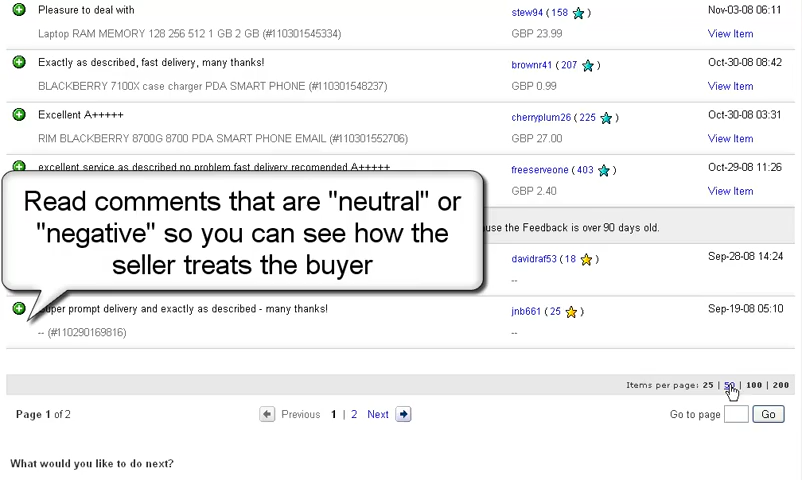 Pleasure to deal with stew94 ( 158 ) Nov-03-08 06:11
Laptop RAM MEMORY 128 256 512 1 GB 2 GB (#110301545334) GBP 23.99 View Item
Exactly as described, fast delivery, many thanks! brownr41 ( 207 ) Oct-30-08 08:42
BLACKBERRY 7100X case charger PDA SMART PHONE (#110301548237) GBP 0.99 View Item
Excellent A+++++ cherryplum26 ( 225 ) Oct-30-08 03:31
RIM BLACKBERRY 8700G 8700 PDA SMART PHONE EMAIL (#110301552706) GBP 27.00 View Item
excellent service as described no problem fast delivery recomended A+++++ freeserveone ( 403 ) Oct-29-08 11:26
GBP 2.40 View Item
Read comments that are "neutral" or
"negative" so you can see how the
seller treats the buyer
the Feedback is over 90 days old.
davidraf53 ( 18 ) Sep-28-08 14:24
--
Super prompt delivery and exactly as described - many thanks! jnb661 ( 25 ) Sep-19-08 05:10
-- (#110290169816) --
Items per page: 25 | 50 | 100 | 200
Page 1 of 2 Previous 1 | 2 Next Go to page Go
What would you like to do next?